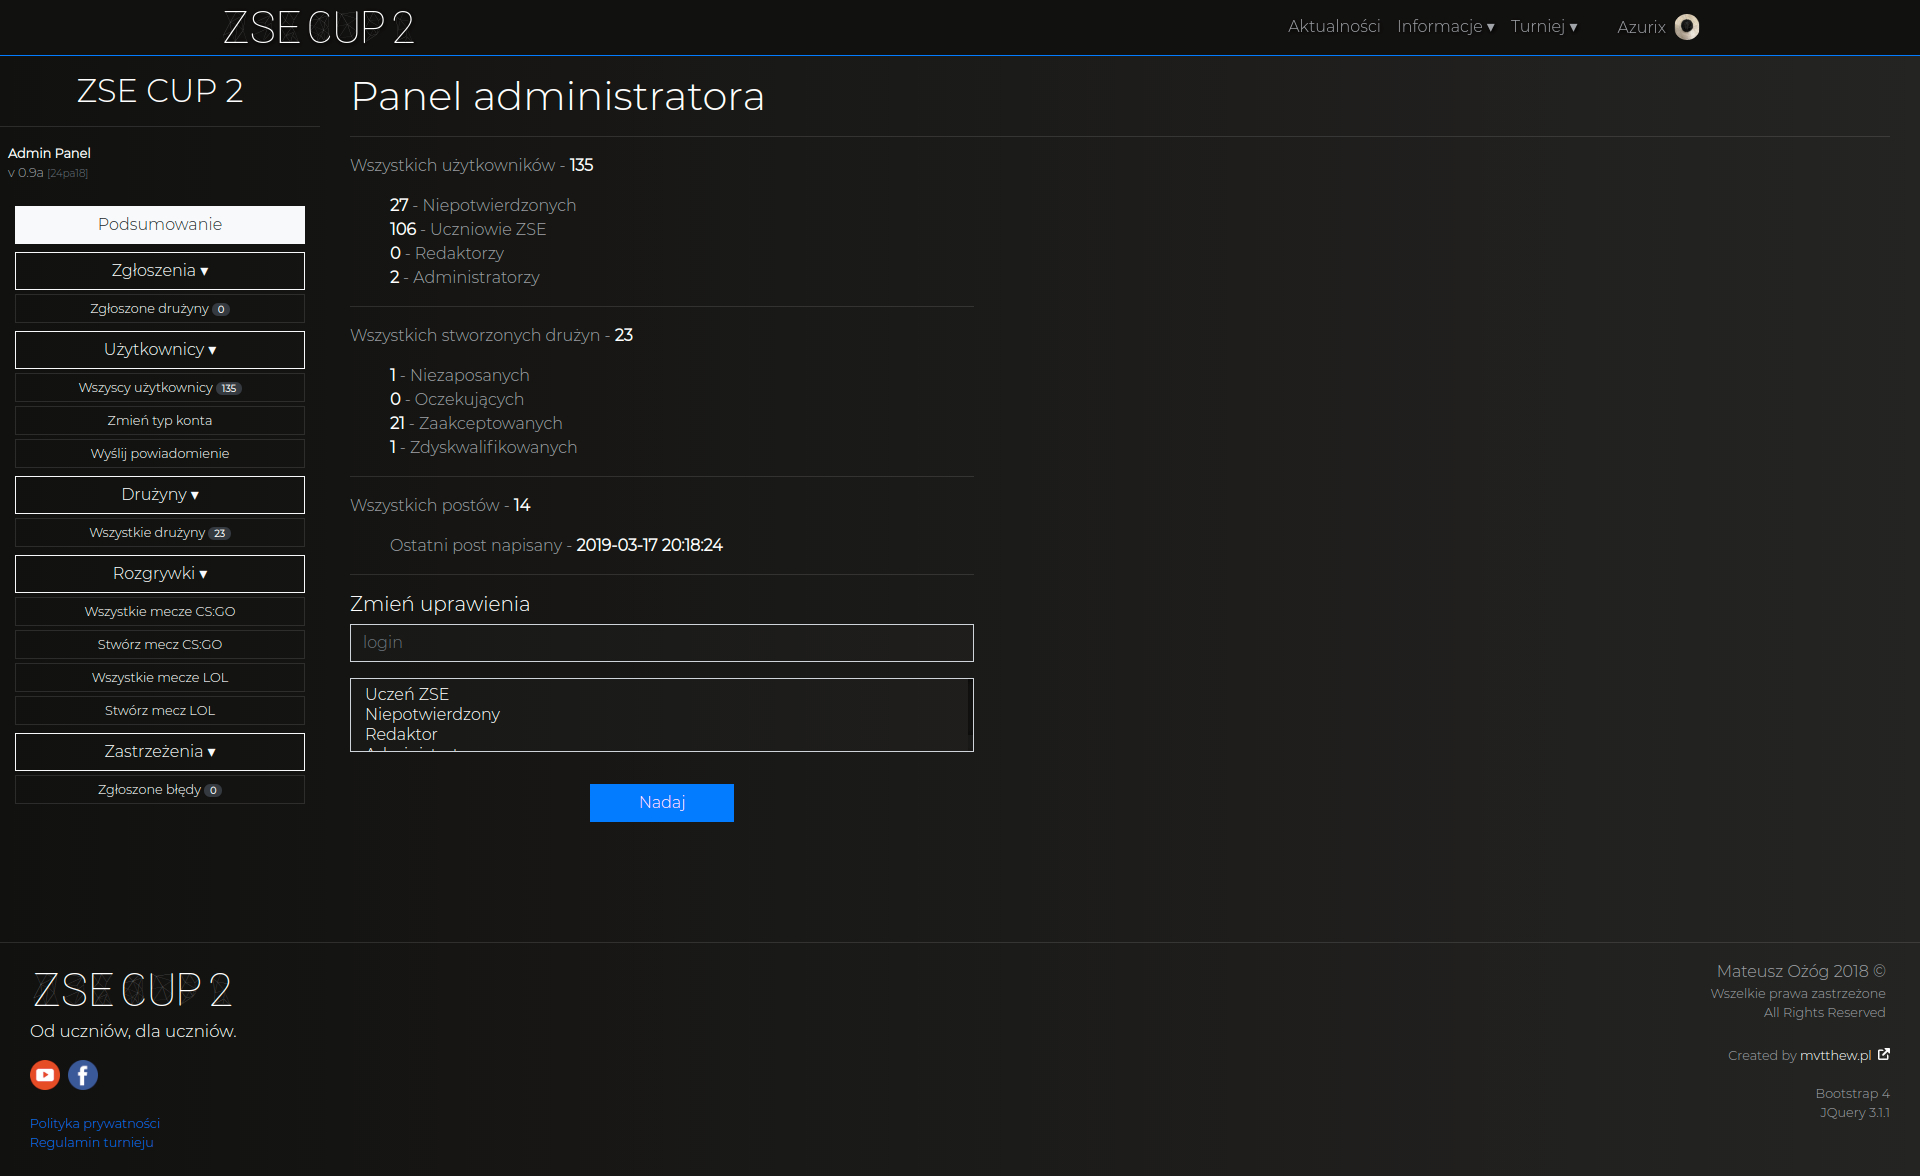 ZSE CUP 2
Aktualności Informacje ▾ Turniej ▾ Azurix
ZSE CUP 2
Admin Panel
v 0.9a [24pa18]
Podsumowanie
Zgłoszenia ▾
Zgłoszone drużyny 0
Użytkownicy ▾
Wszyscy użytkownicy 135
Zmień typ konta
Wyślij powiadomienie
Drużyny ▾
Wszystkie drużyny 23
Rozgrywki ▾
Wszystkie mecze CS:GO
Stwórz mecz CS:GO
Wszystkie mecze LOL
Stwórz mecz LOL
Zastrzeżenia ▾
Zgłoszone błędy 0
Panel administratora
Wszystkich użytkowników - 135
27 - Niepotwierdzonych
106 - Uczniowie ZSE
0 - Redaktorzy
2 - Administratorzy
Wszystkich stworzonych drużyn - 23
1 - Niezaposanych
0 - Oczekujących
21 - Zaakceptowanych
1 - Zdyskwalifikowanych
Wszystkich postów - 14
Ostatni post napisany - 2019-03-17 20:18:24
Zmień uprawienia
login
Uczeń ZSE
Niepotwierdzony
Redaktor
Nadaj
ZSE CUP 2
Od uczniów, dla uczniów.
Polityka prywatności
Regulamin turnieju
Mateusz Ożóg 2018 ©
Wszelkie prawa zastrzeżone
All Rights Reserved
Created by mvtthew.pl
Bootstrap 4
JQuery 3.1.1